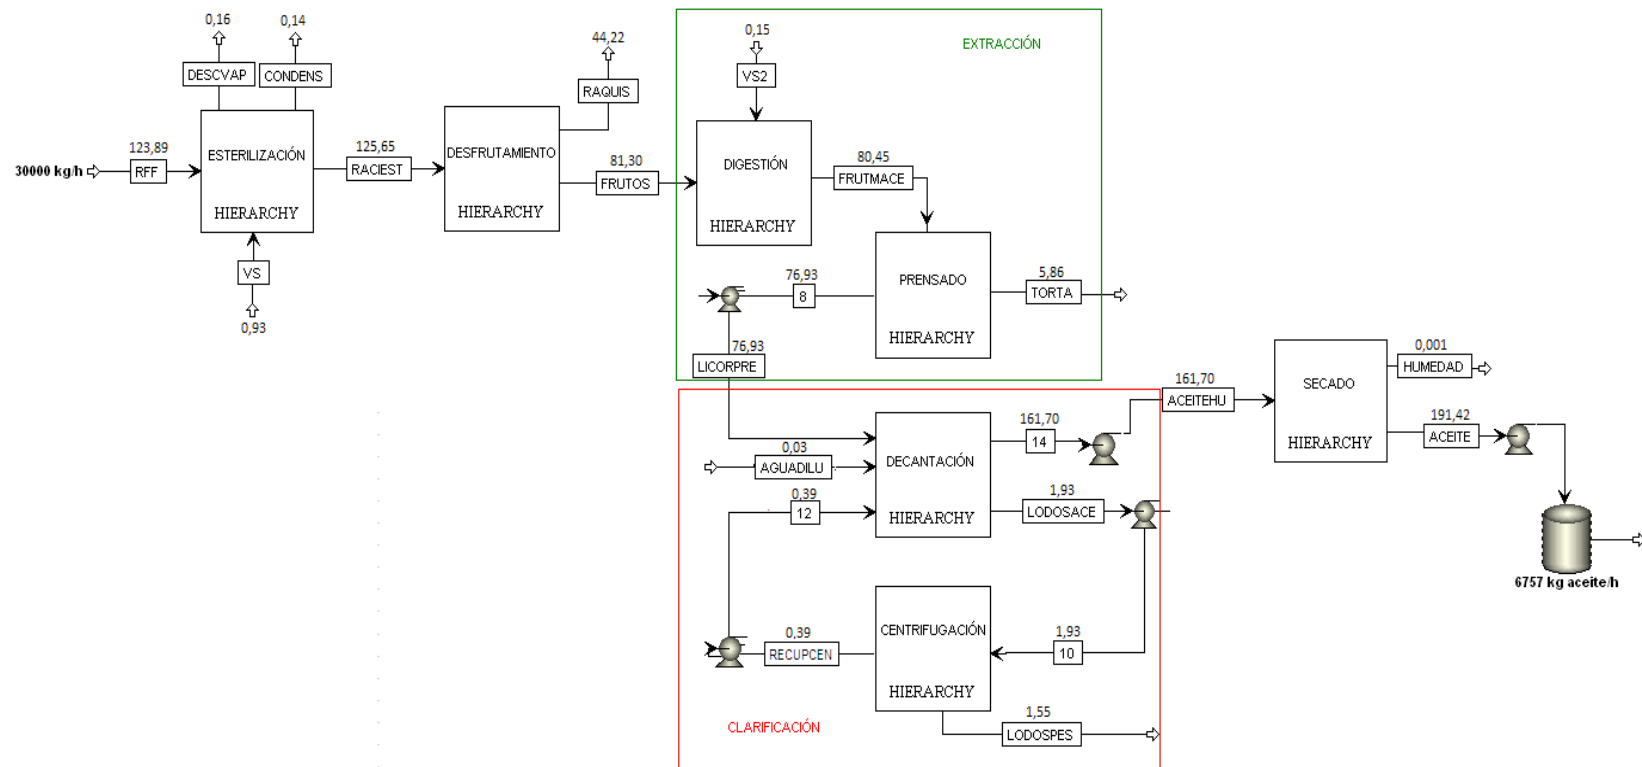 0,16
0,14
DESCVAP
CONDENS
30000 kg/h
123,89
RFF
ESTERILIZACIÓN
HIERARCHY
VS
0,93
125,65
RACIEST
DESFRUTAMIENTO
HIERARCHY
44,22
RAQUIS
81,30
FRUTOS
EXTRACCIÓN
0,15
VS2
DIGESTIÓN
HIERARCHY
80,45
FRUTMACE
PRENSADO
HIERARCHY
5,86
TORTA
76,93
8
76,93
LICORPRE
0,03
AGUADILU
0,39
12
DECANTACIÓN
HIERARCHY
161,70
14
1,93
LODOSACE
161,70
ACEITEHU
SECADO
HIERARCHY
0,001
HUMEDAD
191,42
ACEITE
6757 kg aceite/h
CENTRIFUGACIÓN
HIERARCHY
1,93
10
0,39
RECUPCEN
1,55
LODOSPES
CLARIFICACIÓN